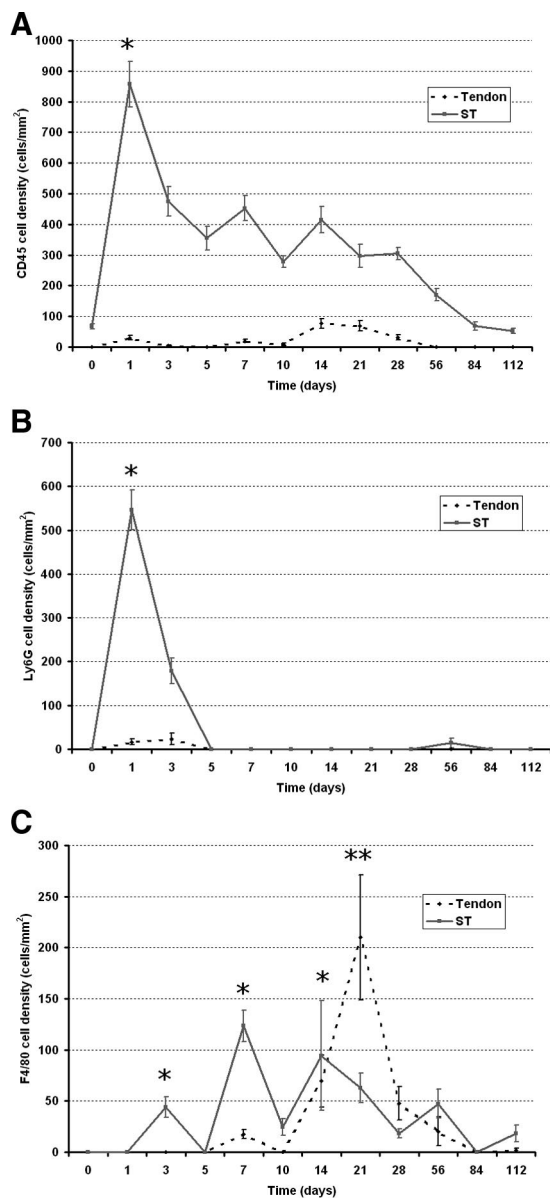 A
*
1000
900
800
700
600
500
400
300
200
100
0
CD45 cell density (cells/mm²)
Tendon
ST
0 1 3 5 7 10 14 21 28 56 84 112
Time (days)
B
*
700
600
500
400
300
200
100
0
Ly6G cell density (cells/mm²)
Tendon
ST
0 1 3 5 7 10 14 21 28 56 84 112
Time (days)
C
300
250
200
150
100
50
0
F4/80 cell density (cells/mm²)
**
*
*
*
Tendon
ST
0 1 3 5 7 10 14 21 28 56 84 112
Time (days)